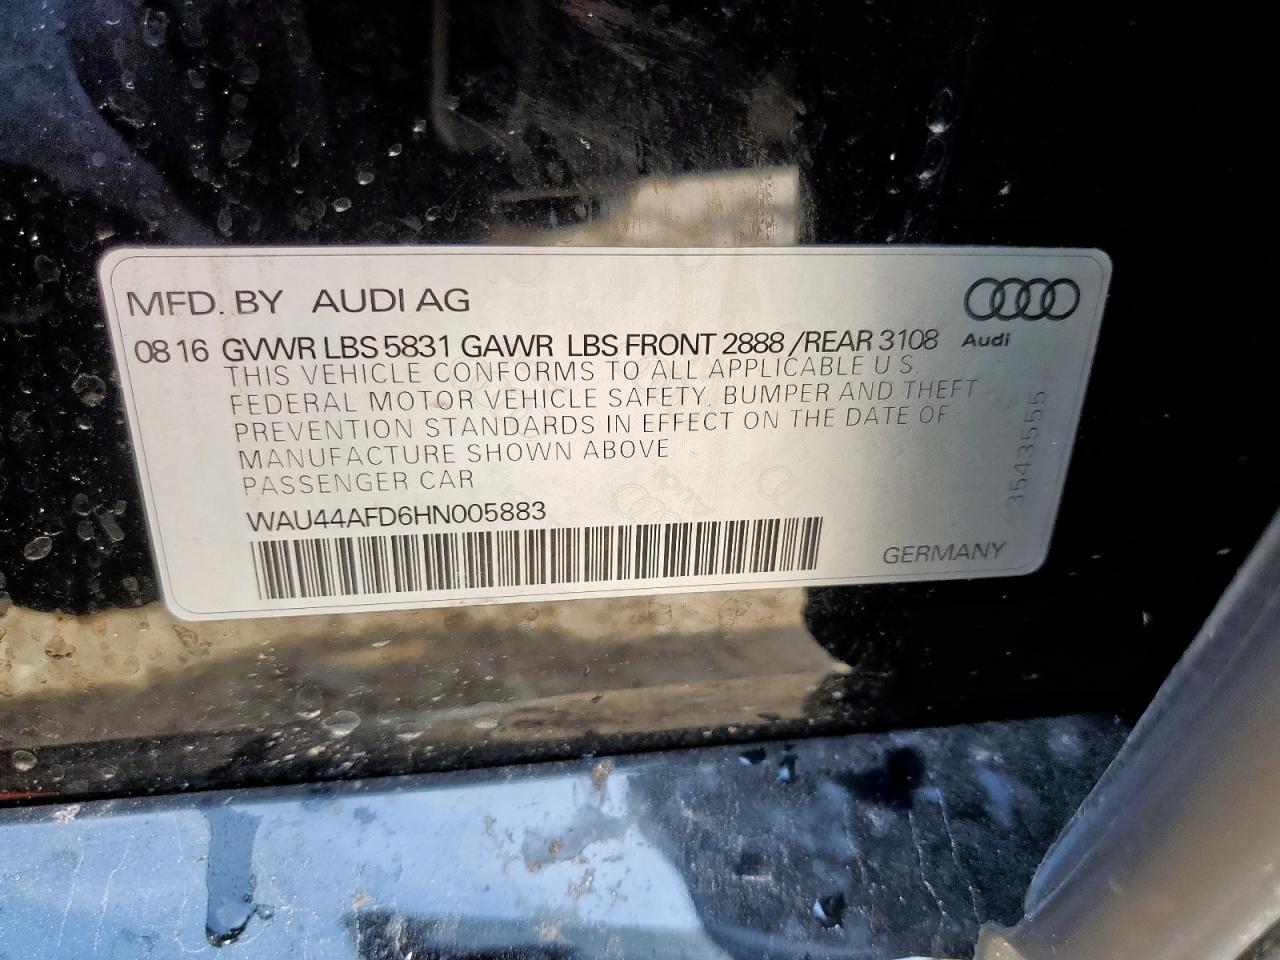 MFD. BY AUDI AG
08 16 GVWR LBS 5831 GAWR LBS FRONT 2888 /REAR 3108
Audi
THIS VEHICLE CONFORMS TO ALL APPLICABLE U.S.
FEDERAL MOTOR VEHICLE SAFETY, BUMPER AND THEFT
PREVENTION STANDARDS IN EFFECT ON THE DATE OF
MANUFACTURE SHOWN ABOVE
PASSENGER CAR
WAU44AFD6HN005883
GERMANY
3543555